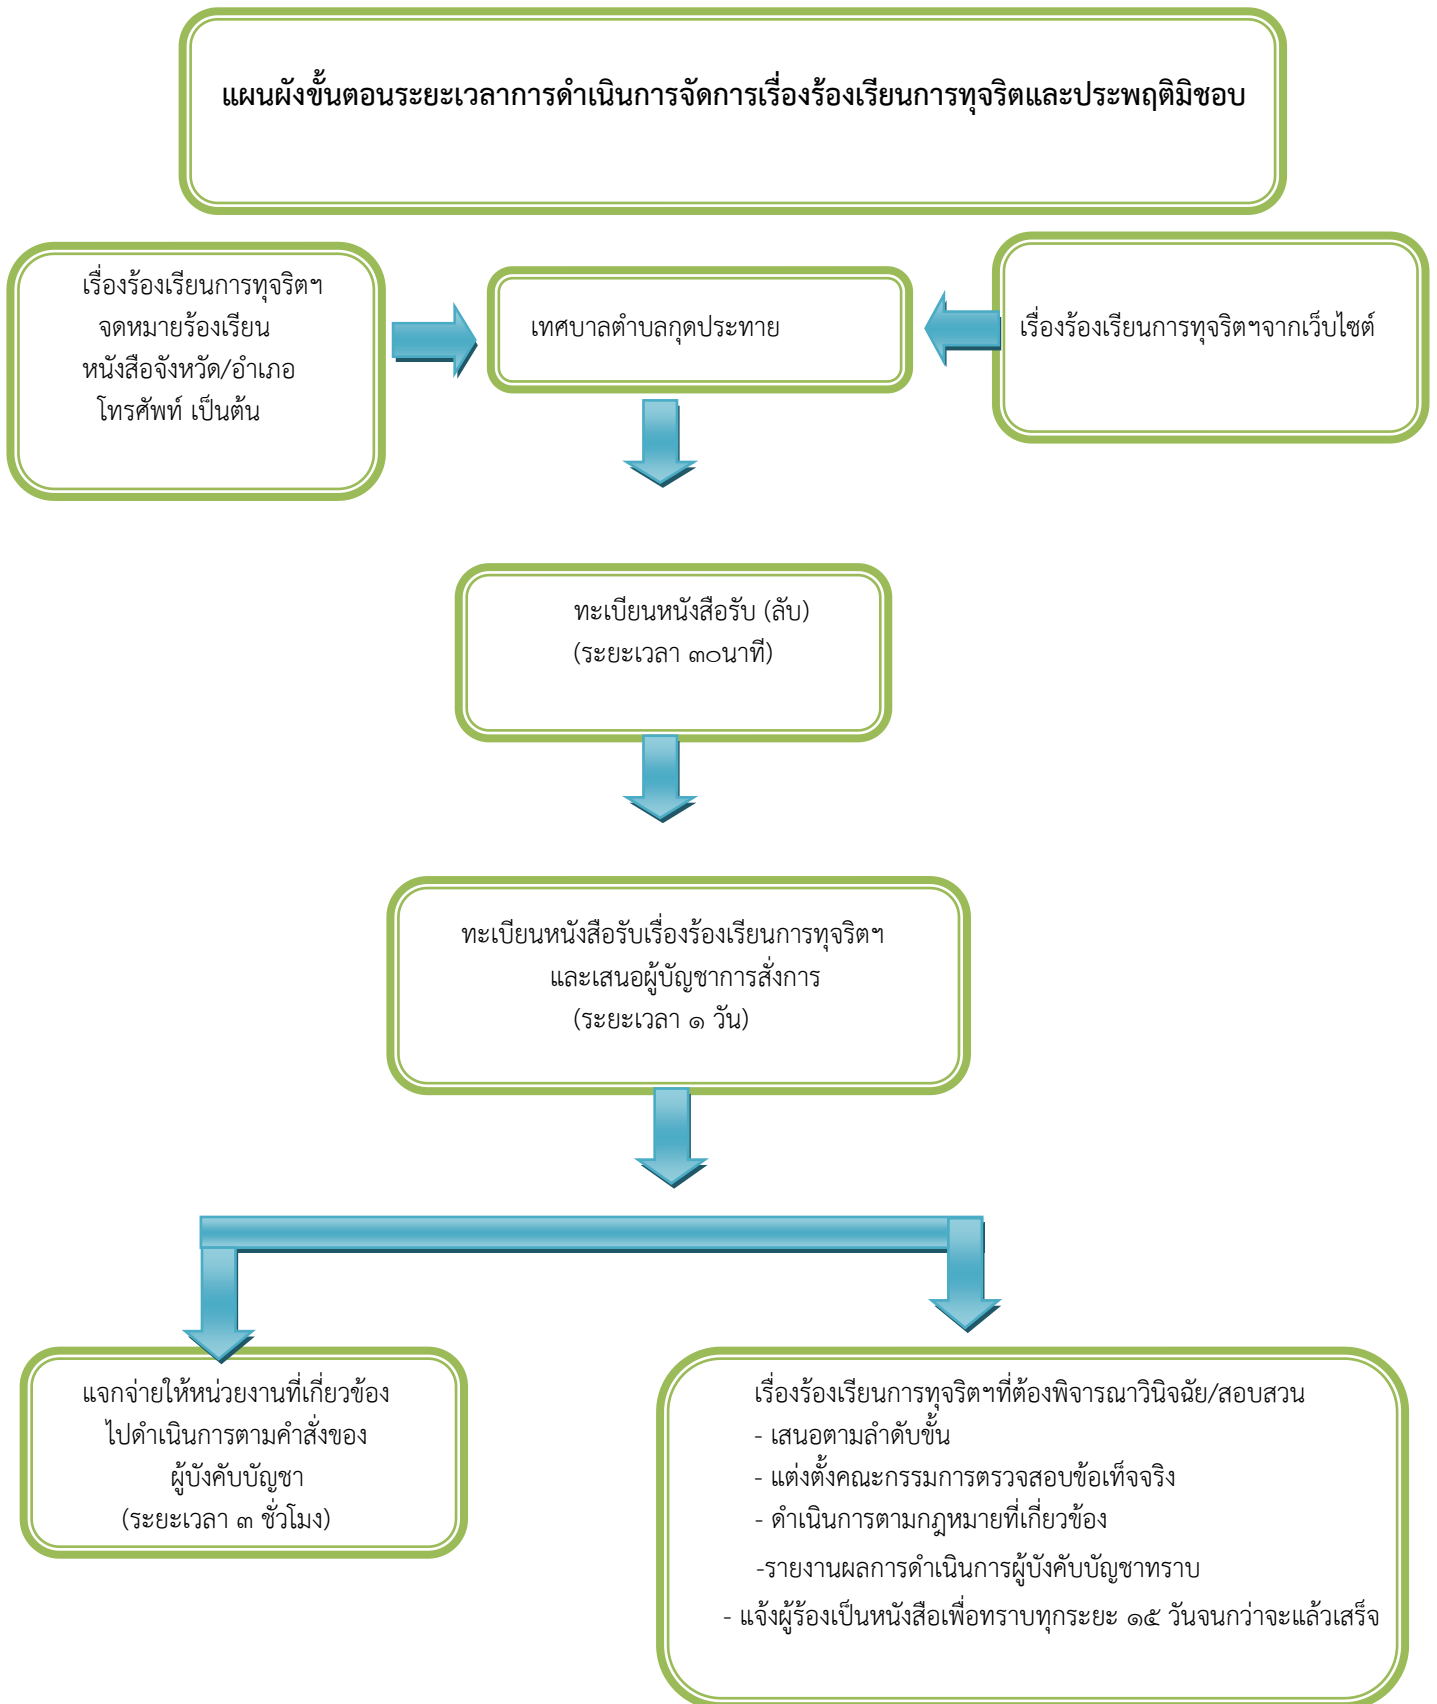 แผนผังขั้นตอนระยะเวลาการดำเนินการจัดการเรื่องร้องเรียนการทุจริตและประพฤติมิชอบ
เรื่องร้องเรียนการทุจริตฯ
จดหมายร้องเรียน
หนังสือจังหวัด/อำเภอ
โทรศัพท์ เป็นต้น
เทศบาลตำบลกุดประทาย
เรื่องร้องเรียนการทุจริตฯจากเว็บไซต์
ทะเบียนหนังสือรับ (ลับ)
(ระยะเวลา ๓๐นาที)
ทะเบียนหนังสือรับเรื่องร้องเรียนการทุจริตฯ
และเสนอผู้บัญชาการสั่งการ
(ระยะเวลา ๑ วัน)
แจกจ่ายให้หน่วยงานที่เกี่ยวข้อง
ไปดำเนินการตามคำสั่งของ
ผู้บังคับบัญชา
(ระยะเวลา ๓ ชั่วโมง)
เรื่องร้องเรียนการทุจริตฯที่ต้องพิจารณาวินิจฉัย/สอบสวน
- เสนอตามลำดับขั้น
- แต่งตั้งคณะกรรมการตรวจสอบข้อเท็จจริง
- ดำเนินการตามกฎหมายที่เกี่ยวข้อง
-รายงานผลการดำเนินการผู้บังคับบัญชาทราบ
- แจ้งผู้ร้องเป็นหนังสือเพื่อทราบทุกระยะ ๑๕ วันจนกว่าจะแล้วเสร็จ